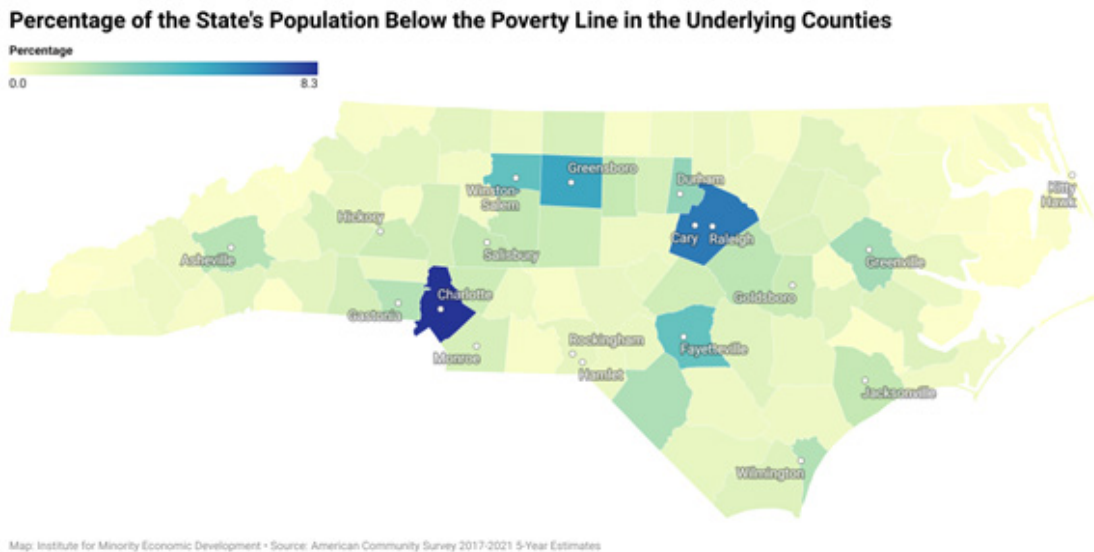 Percentage of the State's Population Below the Poverty Line in the Underlying Counties
Percentage
0.0
8.3
Greensboro
Winston-
Salem
Durham
Kitty
Hawk
Hickory
Cary
Raleigh
Asheville
Salisbury
Greenville
Charlotte
Goldsboro
Gastonia
Rockingham
Fayetteville
Monroe
Hamlet
Jacksonville
Wilmington
Map: Institute for Minority Economic Development • Source: American Community Survey 2017-2021 5-Year Estimates